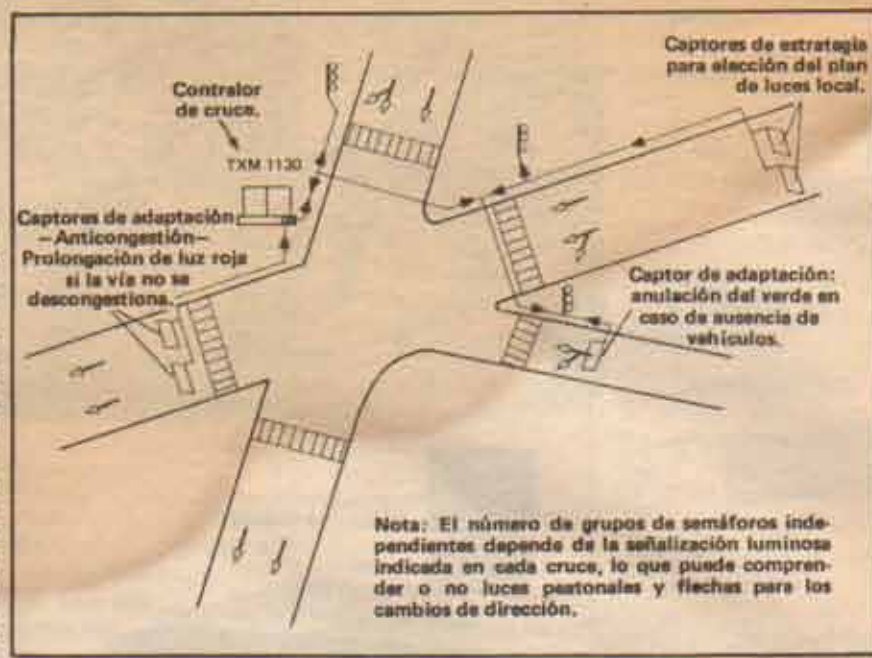 Captores de estrategia
para elección del plan
de luces local.
Contralor
de cruce.
TXM 1130
Captores de adaptación
—Anticongestión—
Prolongación de luz roja
si la vía no se
descongestiona.
Captor de adaptación:
anulación del verde en
caso de ausencia de
vehículos.
Nota: El número de grupos de semáforos inde-
pendientes depende de la señalización luminosa
indicada en cada cruce, lo que puede compren-
der o no luces peatonales y flechas para los
cambios de dirección.